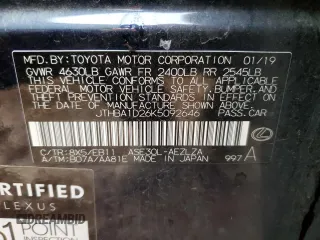 MFD.BY: TOYOTA MOTOR CORPORATION 01/19
GVWR 4630LB GAWR FR 2400LB RR 2545LB
THIS VEHICLE CONFORMS TO ALL APPLICABLE
FEDERAL MOTOR VEHICLE SAFETY, BUMPER, AND
THEFT PREVENTION STANDARDS IN EFFECT ON
THE DATE OF MANUFACTURE SHOWN ABOVE.
JTHBA1D26K5092646 PASS.CAR
C/TR: 8X5/EB11 ASE30L-AEZLZA
A/TM: B07A/AA81E MADE IN JAPAN 997 A
CERTIFIED
LEXUS
DREAMBID